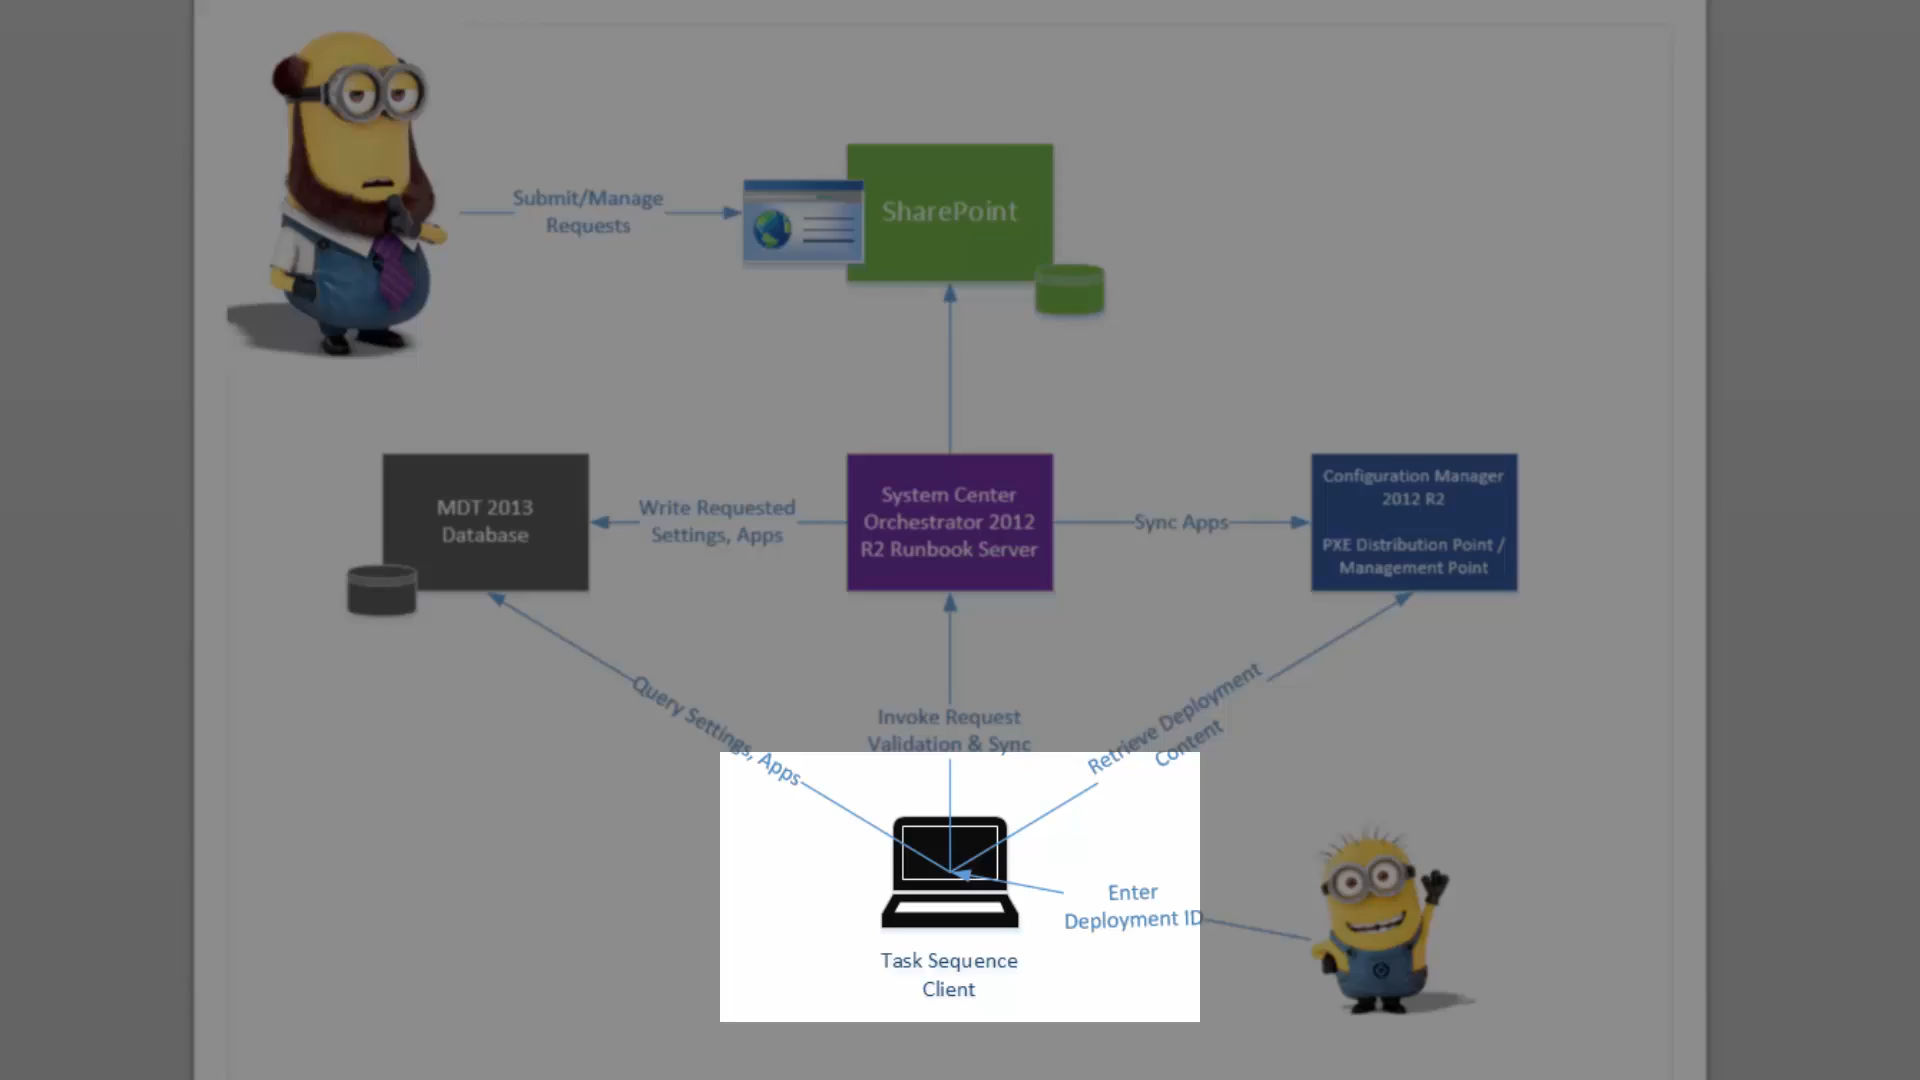 Submit/Manage
Requests
SharePoint
MDT 2013
Database
Write Requested
Settings, Apps
System Center
Orchestrator 2012
R2 Runbook Server
Sync Apps
Configuration Manager
2012 R2
PXE Distribution Point /
Management Point
Query Settings, Apps
Invoke Request
Validation & Sync
Retrieve Deployment
Content
Enter
Deployment ID
Task Sequence
Client